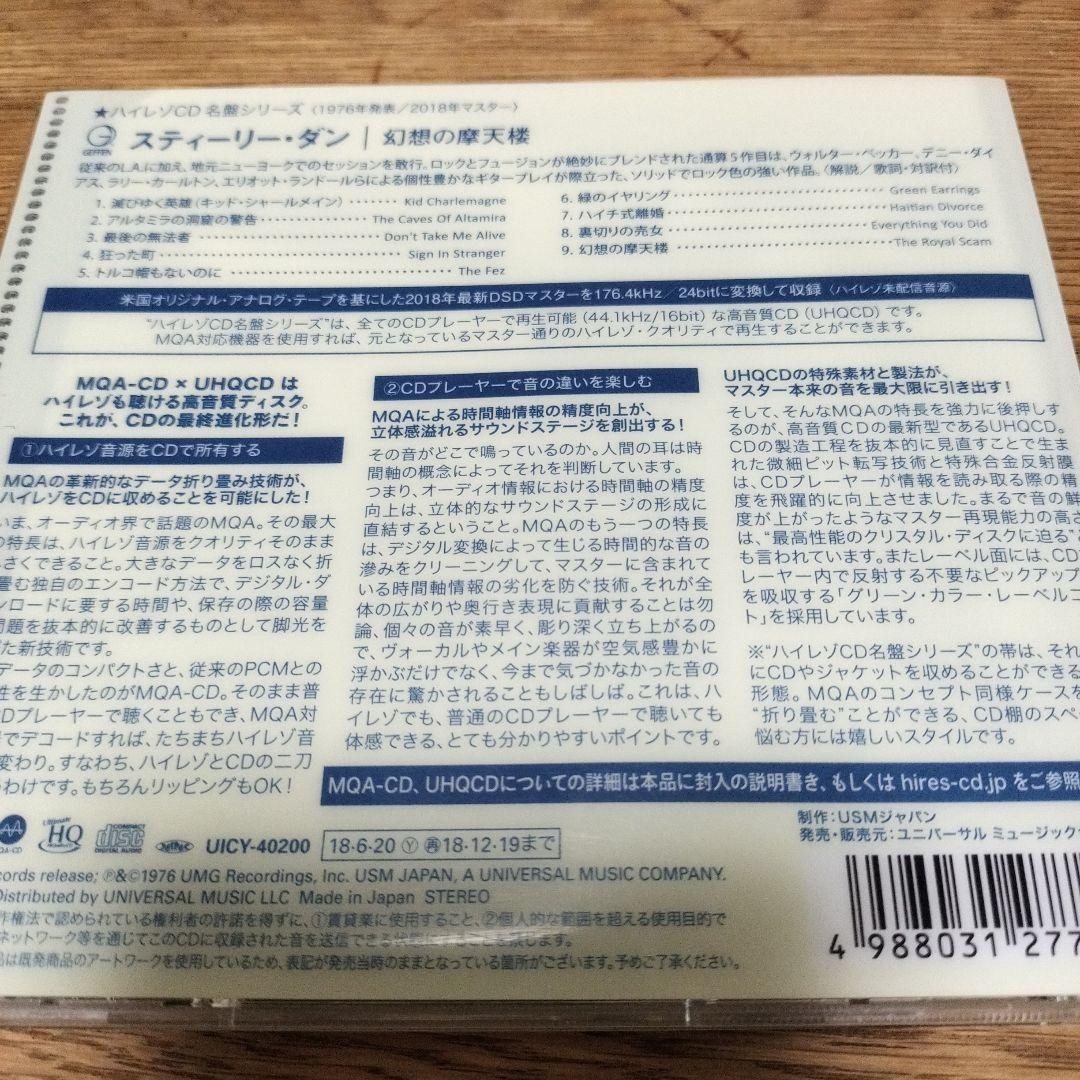 ★ハイレゾCD 名盤シリーズ〈1976年発表／2018年マスター〉
GEFFEN スティーリー・ダン | 幻想の摩天楼
従来のL.A.に加え、地元ニューヨークでのセッションを敢行。ロックとフュージョンが絶妙にブレンドされた通算5作目は、ウォルター・ベッカー、デニー・ダイ
アス、ラリー・カールトン、エリオット・ランドールらによる個性豊かなギタープレイが際立った、ソリッドでロック色の強い作品。〈解説／歌詞・対訳付〉
1. 滅びゆく英雄（キッド・シャールメイン）‥‥‥‥ Kid Charlemagne
2. アルタミラの洞窟の警告‥‥‥‥‥‥‥‥ The Caves Of Altamira
3. 最後の無法者‥‥‥‥‥‥‥‥‥‥‥‥ Don't Take Me Alive
4. 狂った町‥‥‥‥‥‥‥‥‥‥‥‥‥‥ Sign In Stranger
5. トルコ帽もないのに‥‥‥‥‥‥‥‥‥‥‥‥ The Fez
6. 緑のイヤリング‥‥‥‥‥‥‥‥‥‥‥‥ Green Earrings
7. ハイチ式離婚‥‥‥‥‥‥‥‥‥‥‥‥ Haitian Divorce
8. 裏切りの売女‥‥‥‥‥‥‥‥‥‥‥‥ Everything You Did
9. 幻想の摩天楼‥‥‥‥‥‥‥‥‥‥‥‥ The Royal Scam
米国オリジナル・アナログ・テープを基にした2018年最新DSDマスターを176.4kHz／24bitに変換して収録〈ハイレゾ未配信音源〉
"ハイレゾCD名盤シリーズ"は、全てのCDプレーヤーで再生可能（44.1kHz/16bit）な高音質CD（UHQCD）です。
MQA対応機器を使用すれば、元となっているマスター通りのハイレゾ・クオリティで再生することができます。
MQA-CD × UHQCD は
ハイレゾも聴ける高音質ディスク。
これが、CDの最終進化形だ！
①ハイレゾ音源をCDで所有する
MQAの革新的なデータ折り畳み技術が、
ハイレゾをCDに収めることを可能にした！
いま、オーディオ界で話題のMQA。その最大
の特長は、ハイレゾ音源をクオリティそのまま
さくできること。大きなデータをロスなく折
畳む独自のエンコード方法で、デジタル・ダ
ンロードに要する時間や、保存の際の容量
問題を抜本的に改善するものとして脚光を
た新技術です。
データのコンパクトさと、従来のPCMとの
性を生かしたのがMQA-CD。そのまま普
CDプレーヤーで聴くこともでき、MQA対
でデコードすれば、たちまちハイレゾ音
変わり。すなわち、ハイレゾとCDの二刀
わけです。もちろんリッピングもOK！
②CDプレーヤーで音の違いを楽しむ
MQAによる時間軸情報の精度向上が、
立体感溢れるサウンドステージを創出する！
その音がどこで鳴っているのか。人間の耳は時
間軸の概念によってそれを判断しています。
つまり、オーディオ情報における時間軸の精度
向上は、立体的なサウンドステージの形成に
直結するということ。MQAのもう一つの特長
は、デジタル変換によって生じる時間的な音の
滲みをクリーニングして、マスターに含まれて
いる時間軸情報の劣化を防ぐ技術。それが全
体の広がりや奥行き表現に貢献することは勿
論、個々の音が素早く、彫り深く立ち上がるの
で、ヴォーカルやメイン楽器が空気感豊かに
浮かぶだけでなく、今まで気づかなかった音の
存在に驚かされることもしばしば。これは、ハ
イレゾでも、普通のCDプレーヤーで聴いても
体感できる、とても分かりやすいポイントです。
UHQCDの特殊素材と製法が、
マスター本来の音を最大限に引き出す！
そして、そんなMQAの特長を強力に後押しす
るのが、高音質CDの最新型であるUHQCD。
CDの製造工程を抜本的に見直すことで生ま
れた微細ピット転写技術と特殊合金反射膜
は、CDプレーヤーが情報を読み取る際の精
度を飛躍的に向上させました。まるで音の鮮
度が上がったようなマスター再現能力の高さ
は、"最高性能のクリスタル・ディスクに迫る"と
も言われています。またレーベル面には、CD
レーヤー内で反射する不要なピックアップ
を吸収する「グリーン・カラー・レーベルコ
ト」を採用しています。
※"ハイレゾCD名盤シリーズ"の帯は、それ
にCDやジャケットを収めることができる
形態。MQAのコンセプト同様ケースを
"折り畳む"ことができる、CD棚のスペ
悩む方には嬉しいスタイルです。
MQA-CD、UHQCDについての詳細は本品に封入の説明書き、もしくは hires-cd.jp をご参照
制作：USMジャパン
発売・販売元：ユニバーサル ミュージック
QA-CD Ultimate HQ COMPACT disc DIGITAL AUDIO UICY-40200 18・6・20 Ⓨ 再 18・12・19まで
cords release; ℗&©1976 UMG Recordings, Inc. USM JAPAN, A UNIVERSAL MUSIC COMPANY.
Distributed by UNIVERSAL MUSIC LLC Made in Japan STEREO
作権法で認められている権利者の許諾を得ずに、①賃貸業に使用すること、②個人的な範囲を超える使用目的で
ネットワーク等を通じてこのCDに収録された音を送信できる状態にすることを禁じます。
品は既発商品のアートワークを使用しているため、表記が発売当時のままとなっている箇所がございます。予めご了承ください。
4 988031 277